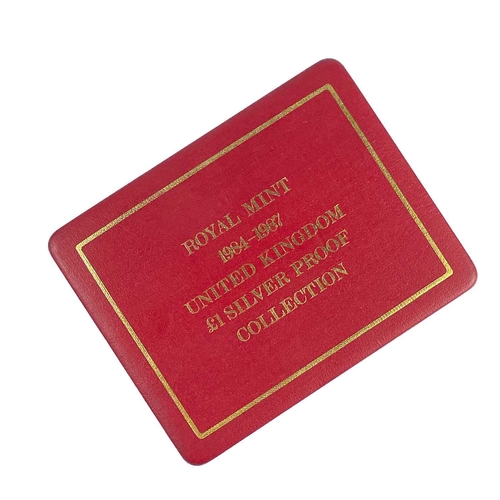 ROYAL MINT
1984-1987
UNITED KINGDOM
£1 SILVER PROOF
COLLECTION